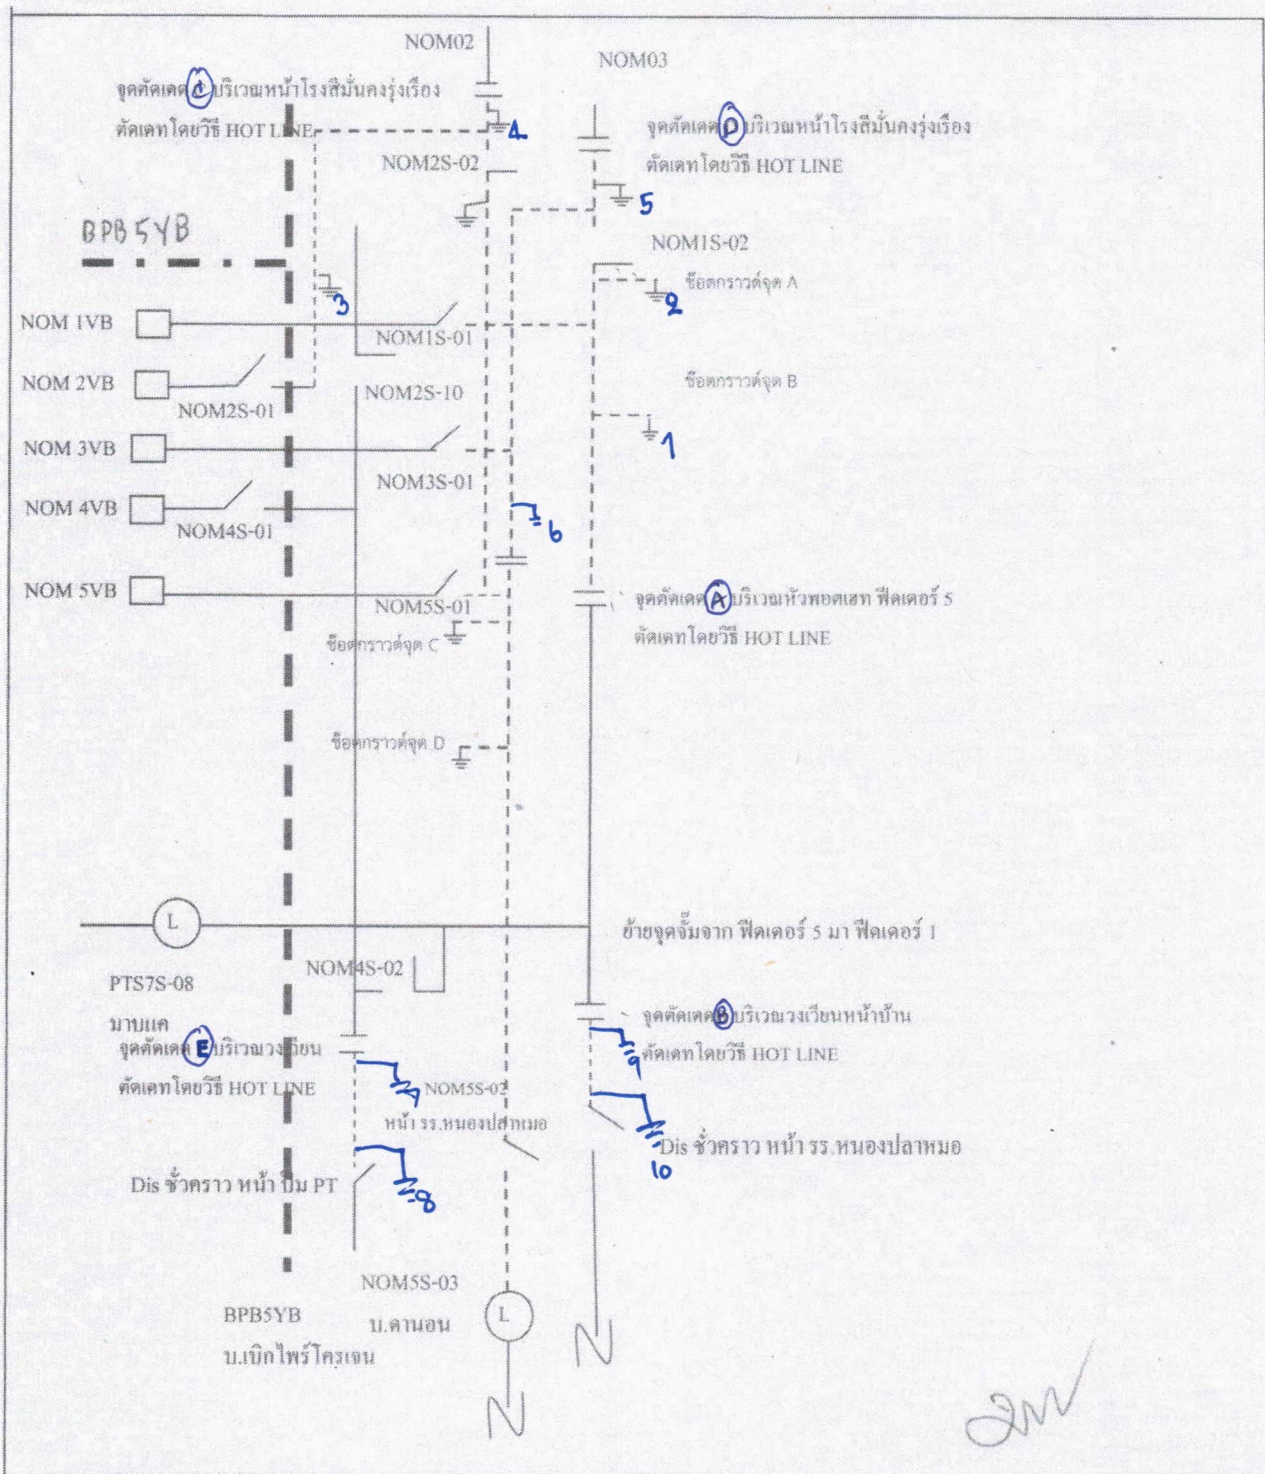 NOM02
NOM03
จุดตัดเดด C บริเวณหน้าโรงสีมั่นคงรุ่งเรือง
ตัดเดทโดยวิธี HOT LINE
4
จุดตัดเดด D บริเวณหน้าโรงสีมั่นคงรุ่งเรือง
ตัดเดทโดยวิธี HOT LINE
NOM2S-02
5
BPB5YB
NOM1S-02
ช๊อตกราวด์จุด A
3
2
NOM 1VB
NOM1S-01
NOM 2VB
ช๊อตกราวด์จุด B
NOM2S-10
NOM2S-01
1
NOM 3VB
NOM3S-01
NOM 4VB
NOM4S-01
6
NOM 5VB
NOM5S-01
จุดตัดเดด A บริเวณหัวพอตเฮท ฟีดเดอร์ 5
ตัดเดทโดยวิธี HOT LINE
ช๊อตกราวด์จุด C
ช๊อตกราวด์จุด D
L
ย้ายจุดจั๊มจาก ฟีดเดอร์ 5 มา ฟีดเดอร์ 1
NOM4S-02
PTS7S-08
มาบแค
จุดตัดเดด B บริเวณวงเวียนหน้าบ้าน
ตัดเดทโดยวิธี HOT LINE
9
จุดตัดเดด E บริเวณวงเวียน
ตัดเดทโดยวิธี HOT LINE
7
NOM5S-02
หน้า รร.หนองปลาหมอ
Dis ชั่วคราว หน้า รร.หนองปลาหมอ
10
Dis ชั่วคราว หน้า ปั๊ม PT
8
NOM5S-03
บ.ดานอน
L
BPB5YB
บ.เบิกไพร์โครเจน
N
N